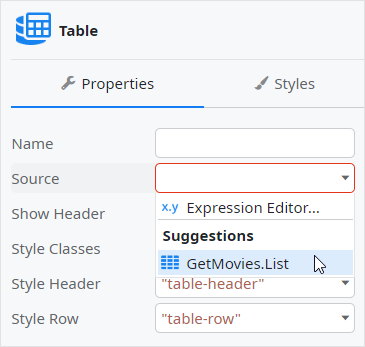 Table
Properties
Styles
Name
Source
x.y Expression Editor...
Show Header
Suggestions
Style Classes
GetMovies.List
Style Header "table-header"
Style Row "table-row"